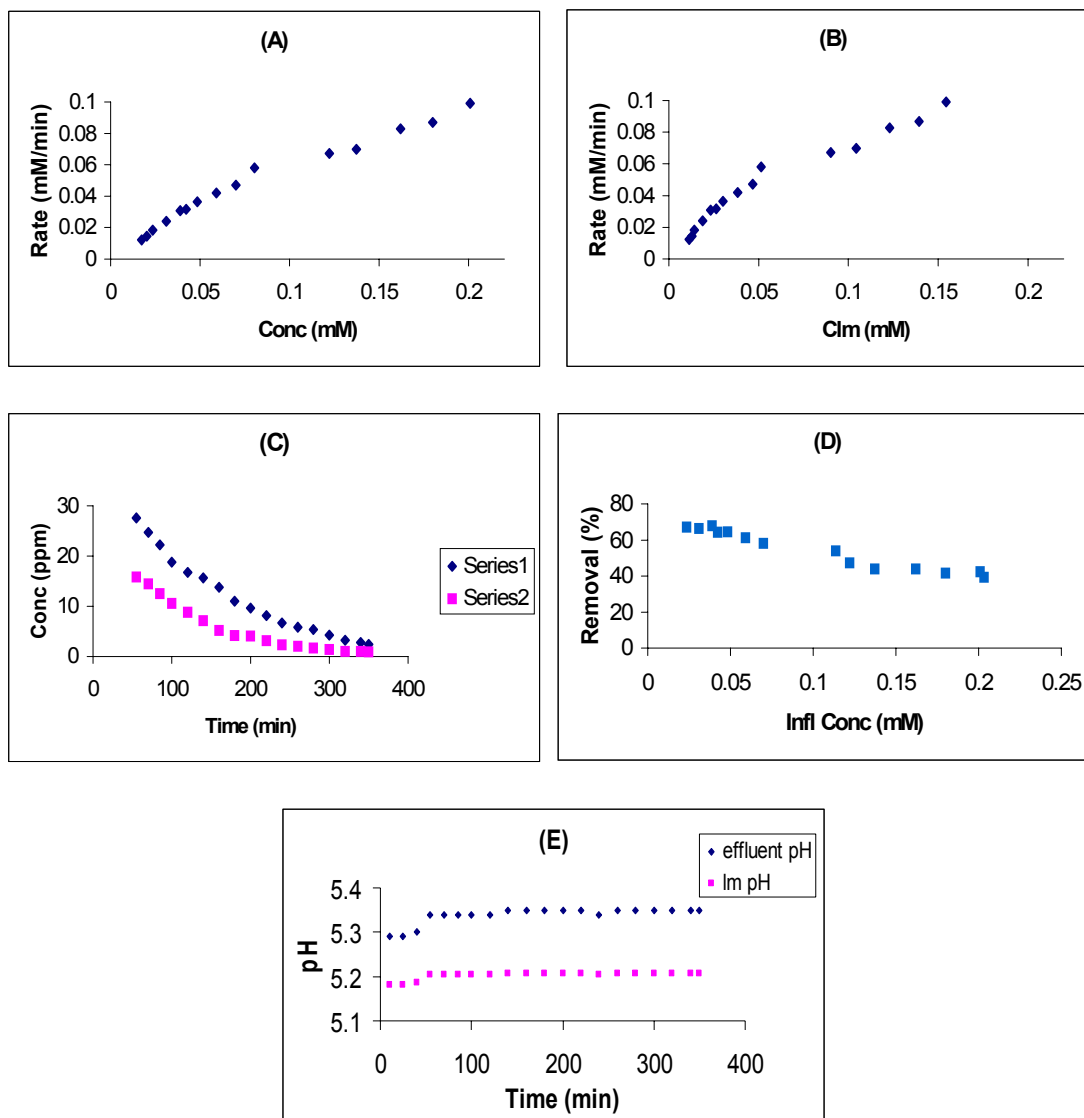 (A)
Rate (mM/min)
0.1
0.08
0.06
0.04
0.02
0
0 0.05 0.1 0.15 0.2
Conc (mM)
(B)
Rate (mM/min)
0.1
0.08
0.06
0.04
0.02
0
0 0.05 0.1 0.15 0.2
Clm (mM)
(C)
Conc (ppm)
30
20
10
0
0 100 200 300 400
Time (min)
Series1
Series2
(D)
Removal (%)
80
60
40
20
0
0 0.05 0.1 0.15 0.2 0.25
Infl Conc (mM)
(E)
effluent pH
lm pH
pH
5.4
5.3
5.2
5.1
0 100 200 300 400
Time (min)